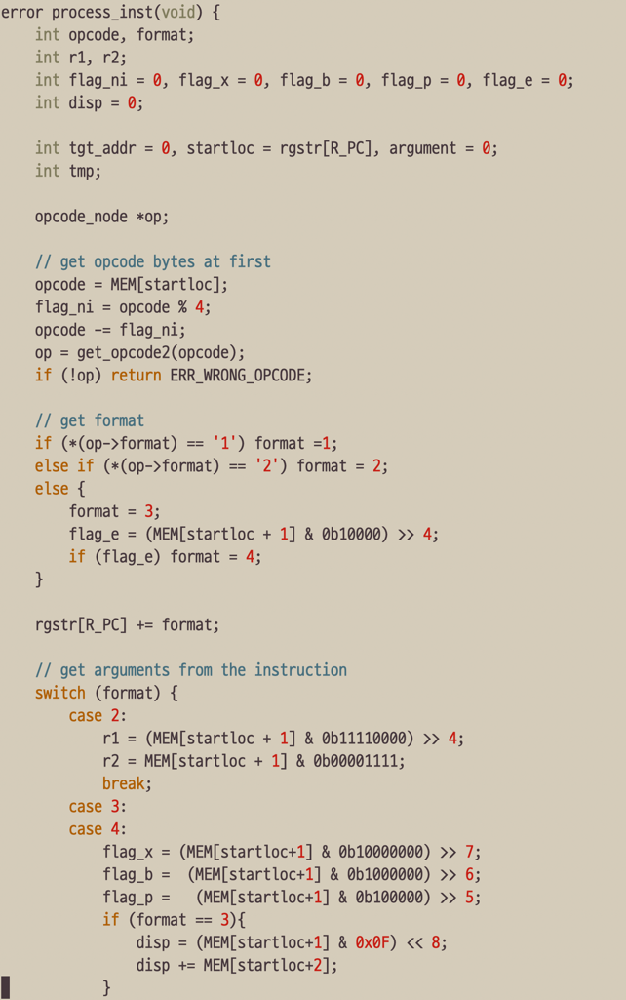 error process_inst(void) {
    int opcode, format;
    int r1, r2;
    int flag_ni = 0, flag_x = 0, flag_b = 0, flag_p = 0, flag_e = 0;
    int disp = 0;

    int tgt_addr = 0, startloc = rgstr[R_PC], argument = 0;
    int tmp;

    opcode_node *op;

    // get opcode bytes at first
    opcode = MEM[startloc];
    flag_ni = opcode % 4;
    opcode -= flag_ni;
    op = get_opcode2(opcode);
    if (!op) return ERR_WRONG_OPCODE;

    // get format
    if (*(op->format) == '1') format =1;
    else if (*(op->format) == '2') format = 2;
    else {
        format = 3;
        flag_e = (MEM[startloc + 1] & 0b10000) >> 4;
        if (flag_e) format = 4;
    }

    rgstr[R_PC] += format;

    // get arguments from the instruction
    switch (format) {
        case 2:
            r1 = (MEM[startloc + 1] & 0b11110000) >> 4;
            r2 = MEM[startloc + 1] & 0b00001111;
            break;
        case 3:
        case 4:
            flag_x = (MEM[startloc+1] & 0b10000000) >> 7;
            flag_b =  (MEM[startloc+1] & 0b1000000) >> 6;
            flag_p =   (MEM[startloc+1] & 0b100000) >> 5;
            if (format == 3){
                disp = (MEM[startloc+1] & 0x0F) << 8;
                disp += MEM[startloc+2];
            }